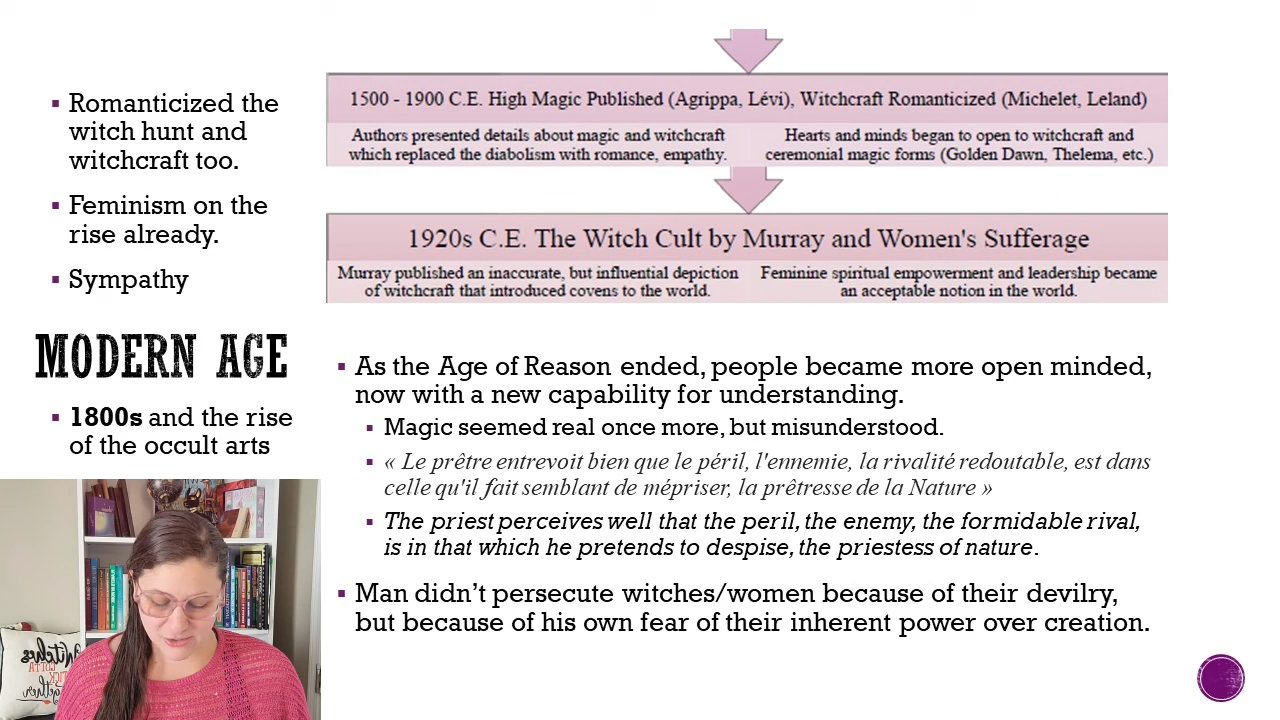 Romanticized the
witch hunt and
witchcraft too.
Feminism on the
rise already.
Sympathy
MODERN AGE
1800s and the rise
of the occult arts
1500 - 1900 C.E. High Magic Published (Agrippa, Lévi), Witchcraft Romanticized (Michelet, Leland)
Authors presented details about magic and witchcraft
which replaced the diabolism with romance, empathy.
Hearts and minds began to open to witchcraft and
ceremonial magic forms (Golden Dawn, Thelema, etc.)
1920s C.E. The Witch Cult by Murray and Women's Sufferage
Murray published an inaccurate, but influential depiction
of witchcraft that introduced covens to the world.
Feminine spiritual empowerment and leadership became
an acceptable notion in the world.
As the Age of Reason ended, people became more open minded,
now with a new capability for understanding.
Magic seemed real once more, but misunderstood.
« Le prêtre entrevoit bien que le péril, l'ennemie, la rivalité redoutable, est dans
celle qu'il fait semblant de mépriser, la prêtresse de la Nature »
The priest perceives well that the peril, the enemy, the formidable rival,
is in that which he pretends to despise, the priestess of nature.
Man didn’t persecute witches/women because of their devilry,
but because of his own fear of their inherent power over creation.
Witches
together